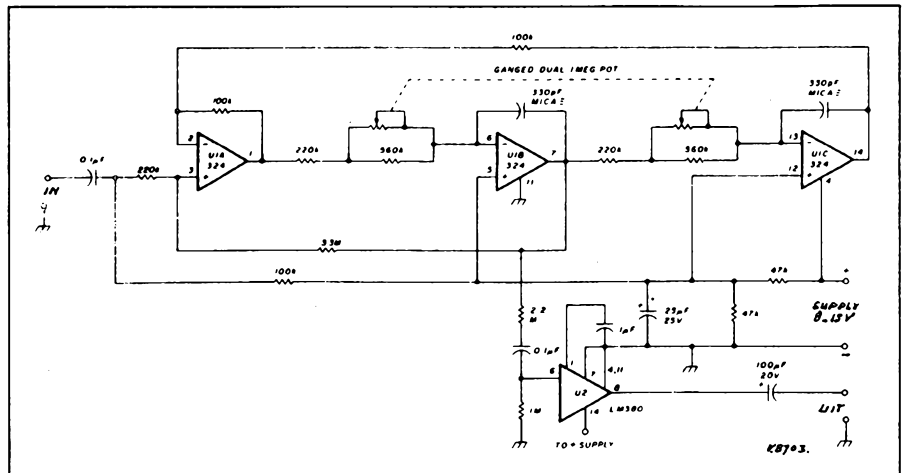 100k
GANGED DUAL 1MEG POT
330pF
MICA
330pF
MICA
100k
2
U1A
324
1
3
220k
560k
6
U1B
324
7
5
11
220k
560k
13
U1C
324
14
12
4
0.1µF
220k
IN
3.3M
100k
47k
+
SUPPLY
8-15V
2.2
M
25µF
25V
1µF
47k
-
0.1µF
6
1
7
4,11
8
U2
LM380
14
100µF
20V
+
1M
TO + SUPPLY